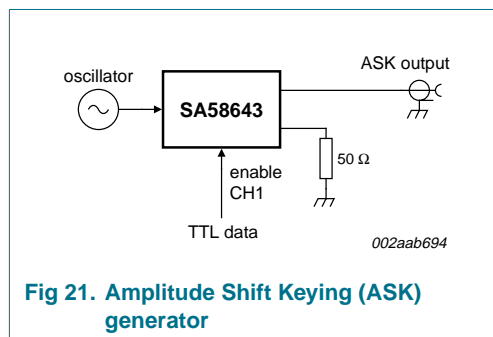 oscillator
ASK output
SA58643
50 Ω
enable
CH1
TTL data
002aab694
Fig 21. Amplitude Shift Keying (ASK)
generator